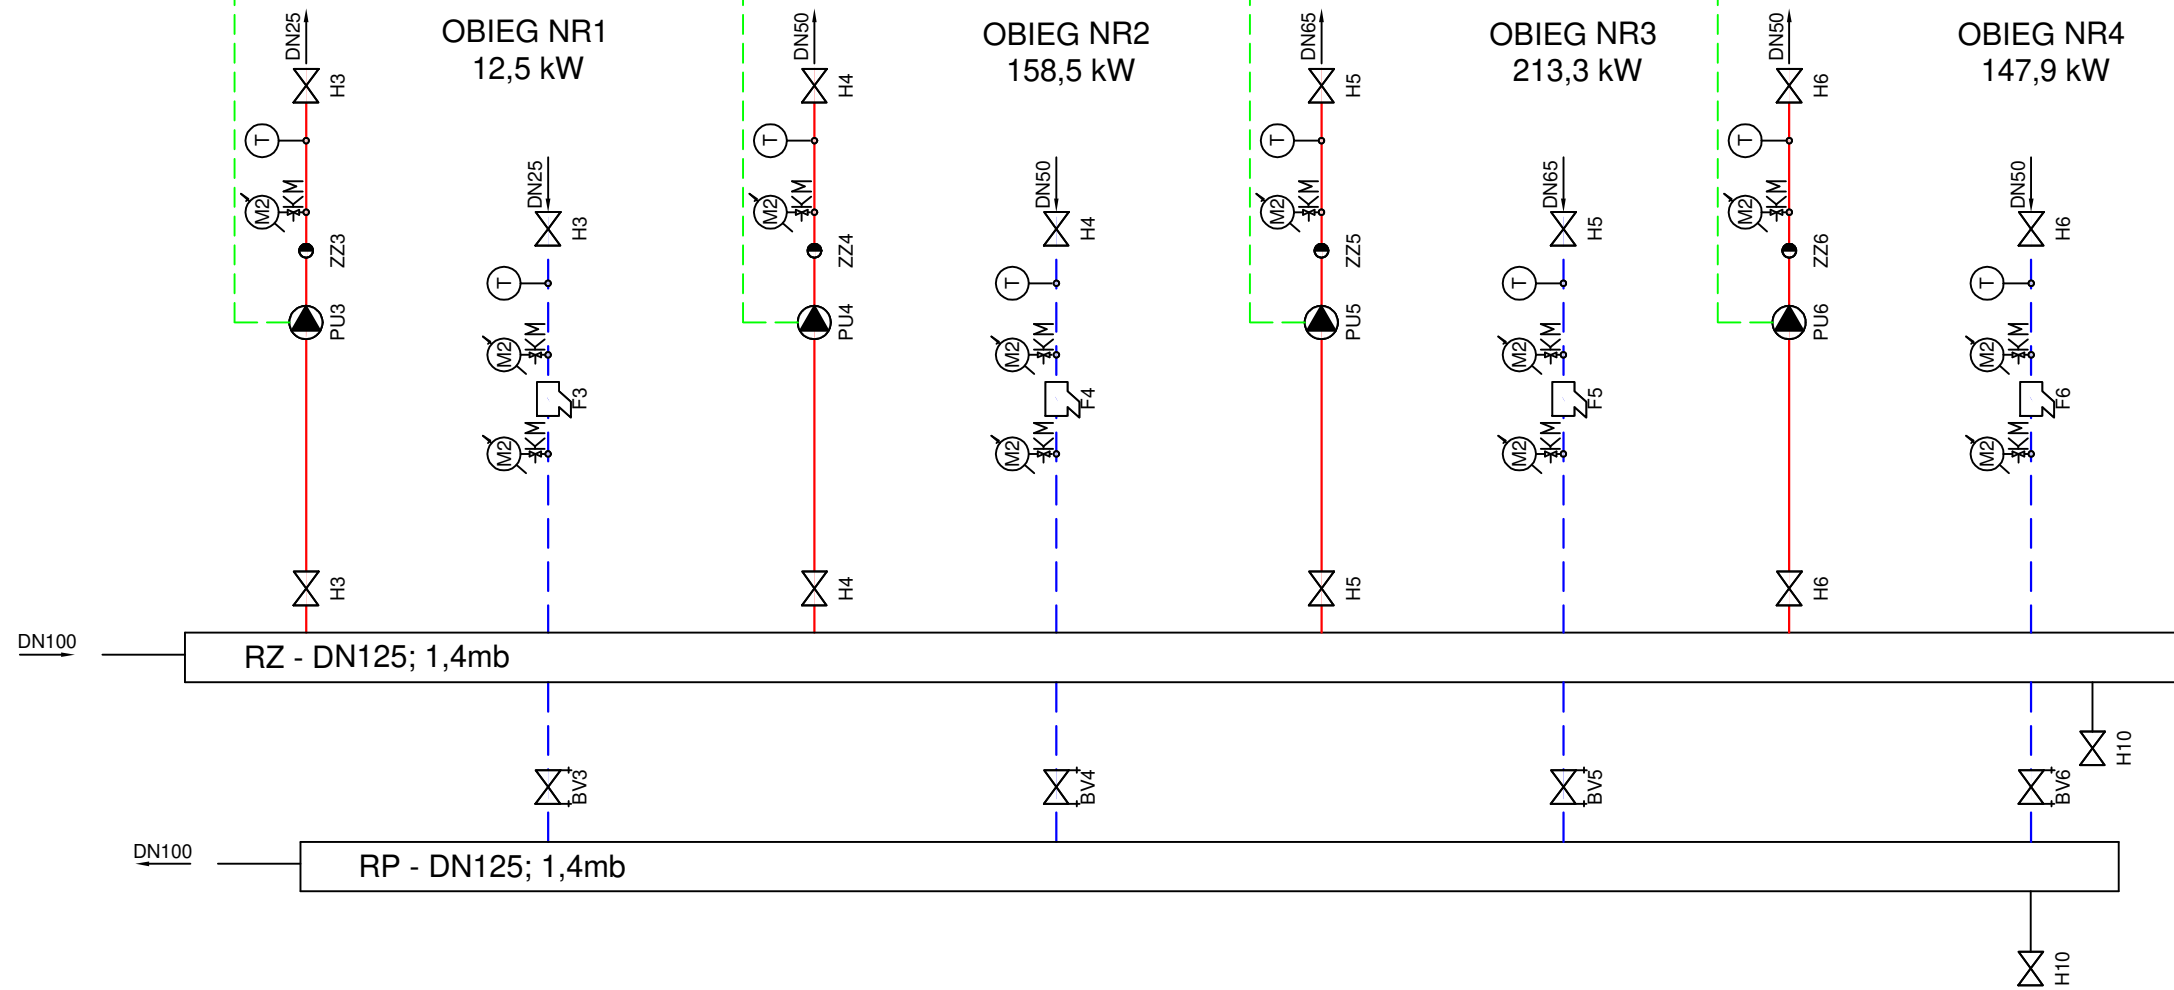 DN25
OBIEG NR1
12,5 kW
DN50
OBIEG NR2
158,5 kW
DN65
OBIEG NR3
213,3 kW
DN50
OBIEG NR4
147,9 kW
H3
H4
H5
H6
T
T
T
T
DN25
DN50
DN65
DN50
M2
KM
M2
KM
M2
KM
M2
KM
H3
H4
H5
H6
ZZ3
ZZ4
ZZ5
ZZ6
T
T
T
T
PU3
PU4
PU5
PU6
M2
KM
M2
KM
M2
KM
M2
KM
F3
F4
F5
F6
M2
KM
M2
KM
M2
KM
M2
KM
H3
H4
H5
H6
DN100
RZ - DN125; 1,4mb
H10
BV3
BV4
BV5
BV6
DN100
RP - DN125; 1,4mb
H10